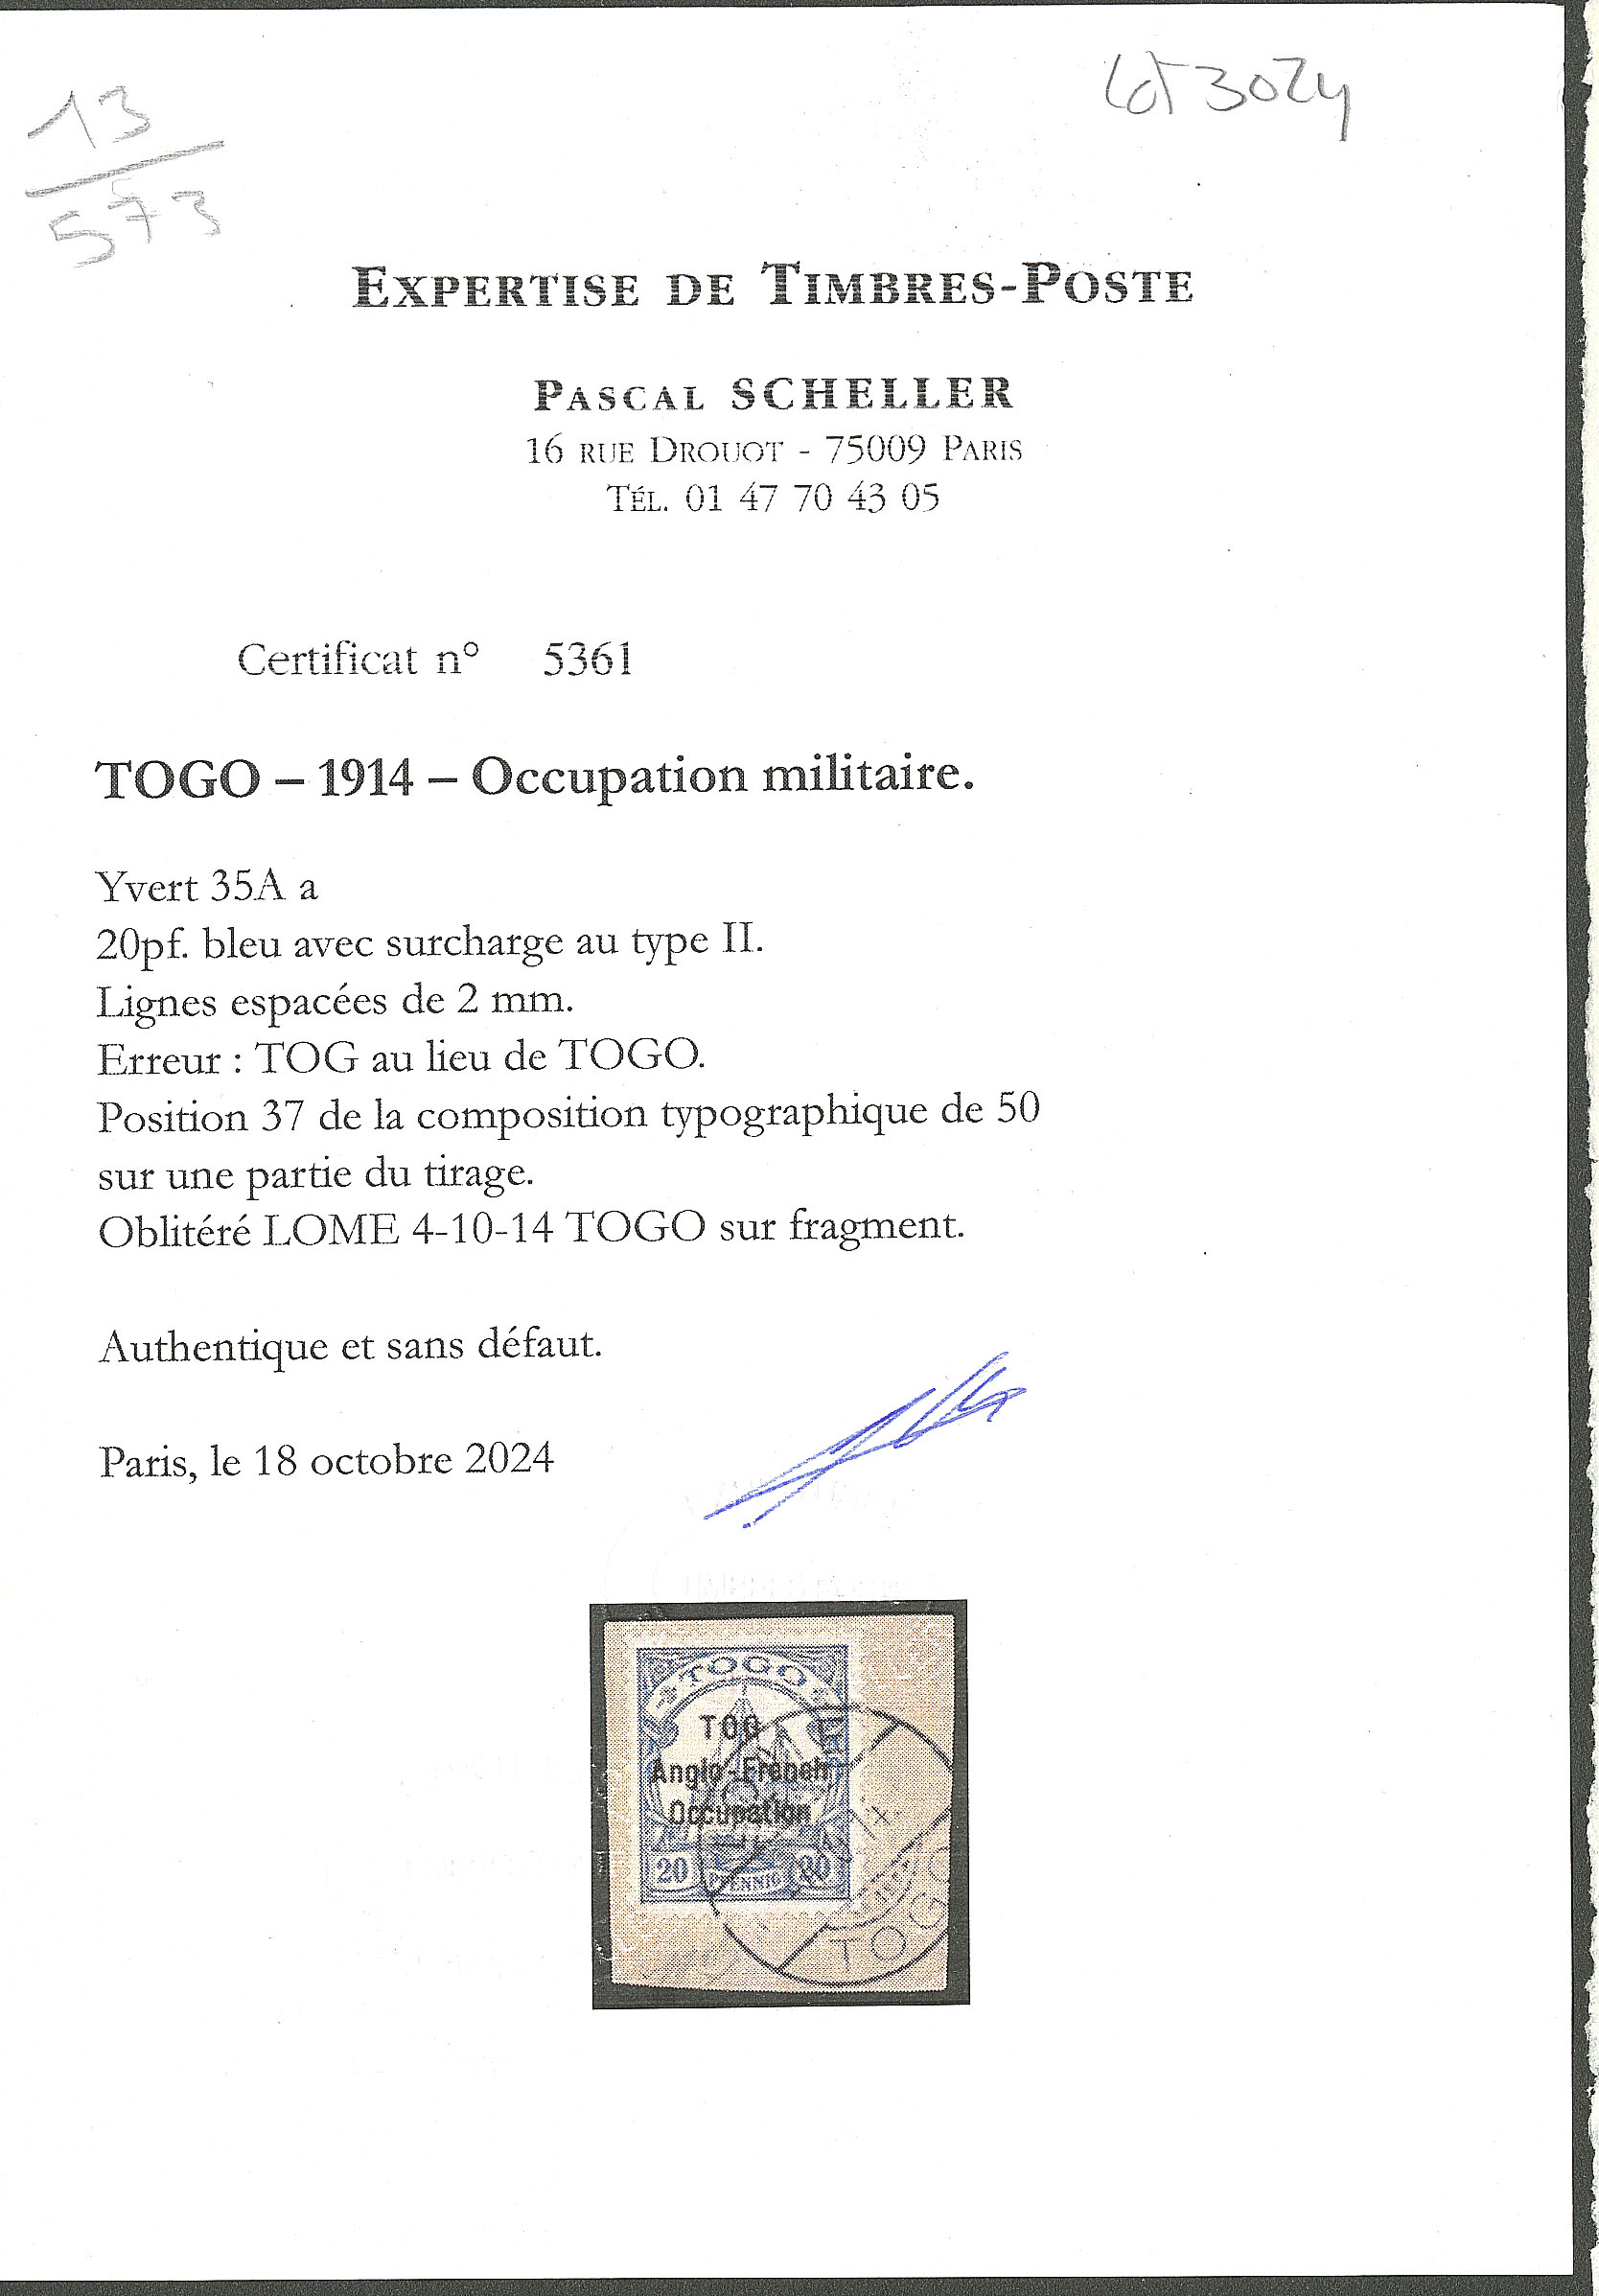 13
573
Lot 3024
EXPERTISE DE TIMBRES-POSTE
PASCAL SCHELLER
16 RUE DROUOT - 75009 PARIS
TÉL. 01 47 70 43 05
Certificat n° 5361
TOGO – 1914 – Occupation militaire.
Yvert 35A a
20pf. bleu avec surcharge au type II.
Lignes espacées de 2 mm.
Erreur : TOG au lieu de TOGO.
Position 37 de la composition typographique de 50
sur une partie du tirage.
Oblitéré LOME 4-10-14 TOGO sur fragment.
Authentique et sans défaut.
Paris, le 18 octobre 2024
TOGO
TOG
Anglo-French
Occupation
20 PFENNIG 20
TOGO